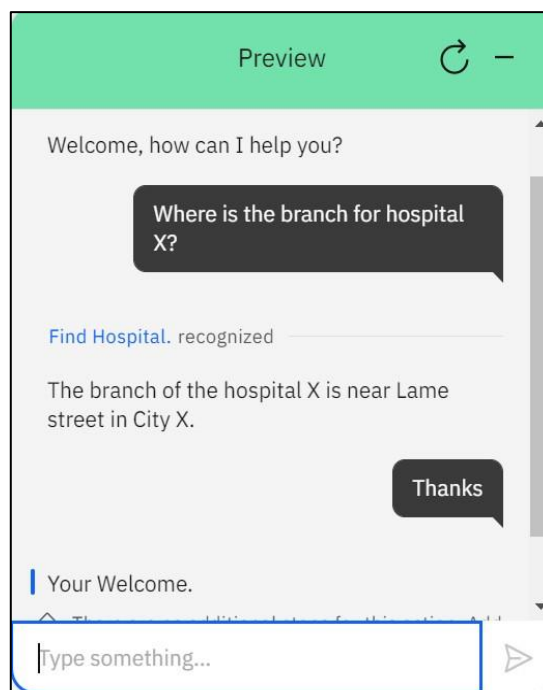 Preview
Welcome, how can I help you?
Where is the branch for hospital
X?
Find Hospital. recognized
The branch of the hospital X is near Lame
street in City X.
Thanks
Your Welcome.
Type something...